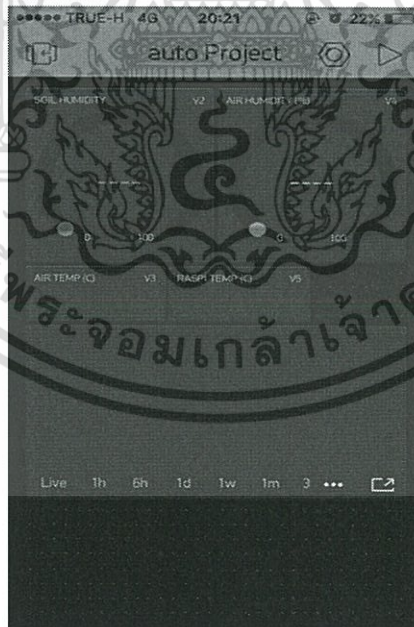 TRUE-H 4G 20:21 22%
auto Project
SOIL HUMIDITY V2 AIR HUMIDITY
----- -----
0 100 0 100
AIR TEMP (C) V3 RASPI TEMP (C) V5
พระจอมเกล้าเจ้า
Live 1h 6h 1d 1w 1m 3 •••